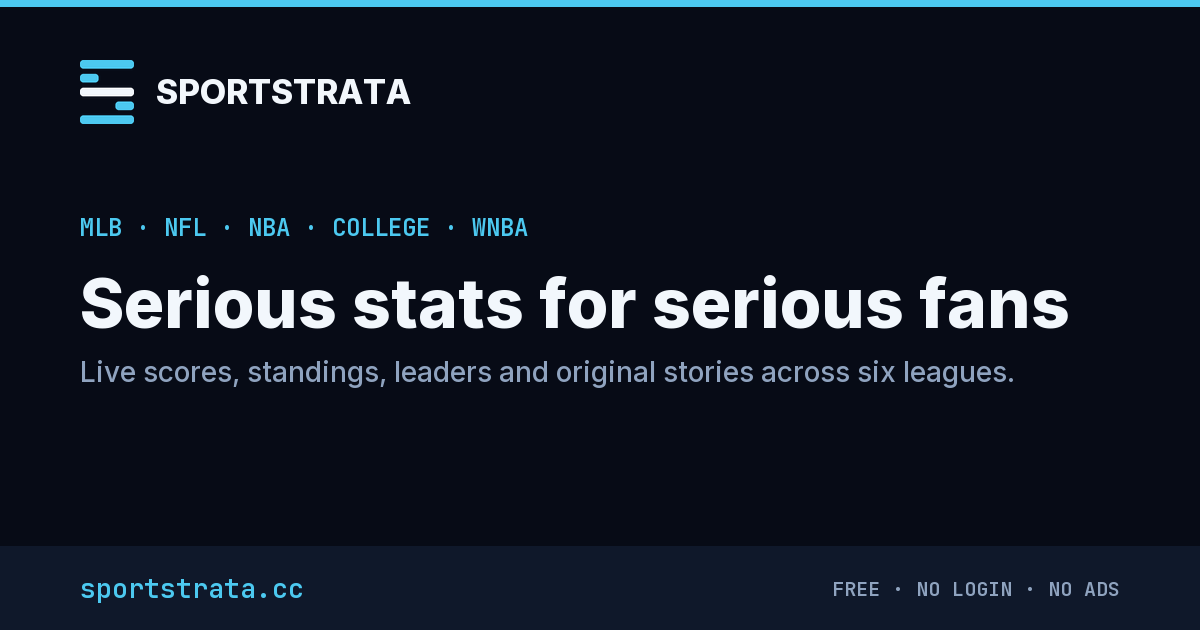 SPORTSTRATA
MLB · NFL · NBA · COLLEGE · WNBA
Serious stats for serious fans
Live scores, standings, leaders and original stories across six leagues.
sportstrata.cc
FREE · NO LOGIN · NO ADS